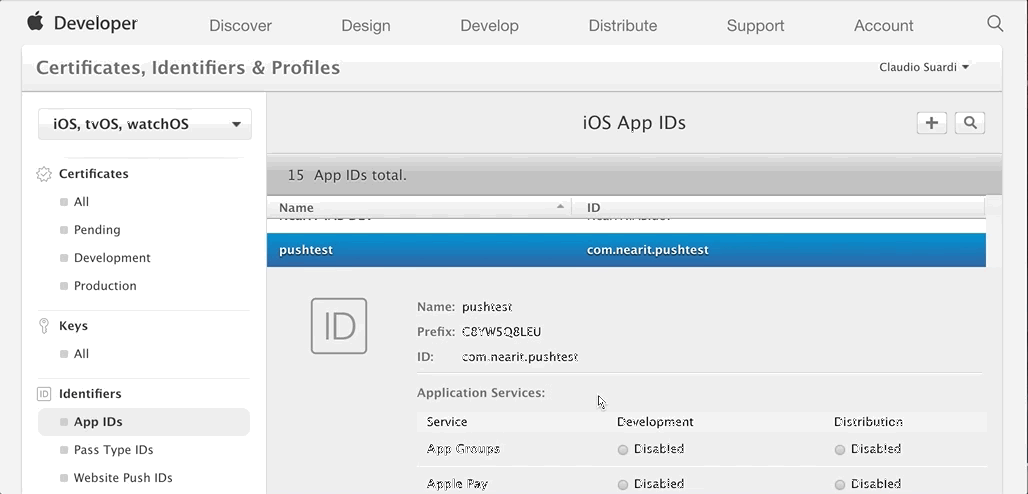 Developer Discover Design Develop Distribute Support Account
Certificates, Identifiers & Profiles
Claudio Suardi
iOS, tvOS, watchOS
iOS App IDs
15 App IDs total.
Certificates
All
Pending
Development
Production
Keys
All
Identifiers
App IDs
Pass Type IDs
Website Push IDs
Name ID
pushtest com.nearit.pushtest
ID
Name: pushtest
Prefix: C8YW5Q8LEU
ID: com.nearit.pushtest
Application Services:
Service Development Distribution
App Groups Disabled Disabled
Apple Pay Disabled Disabled